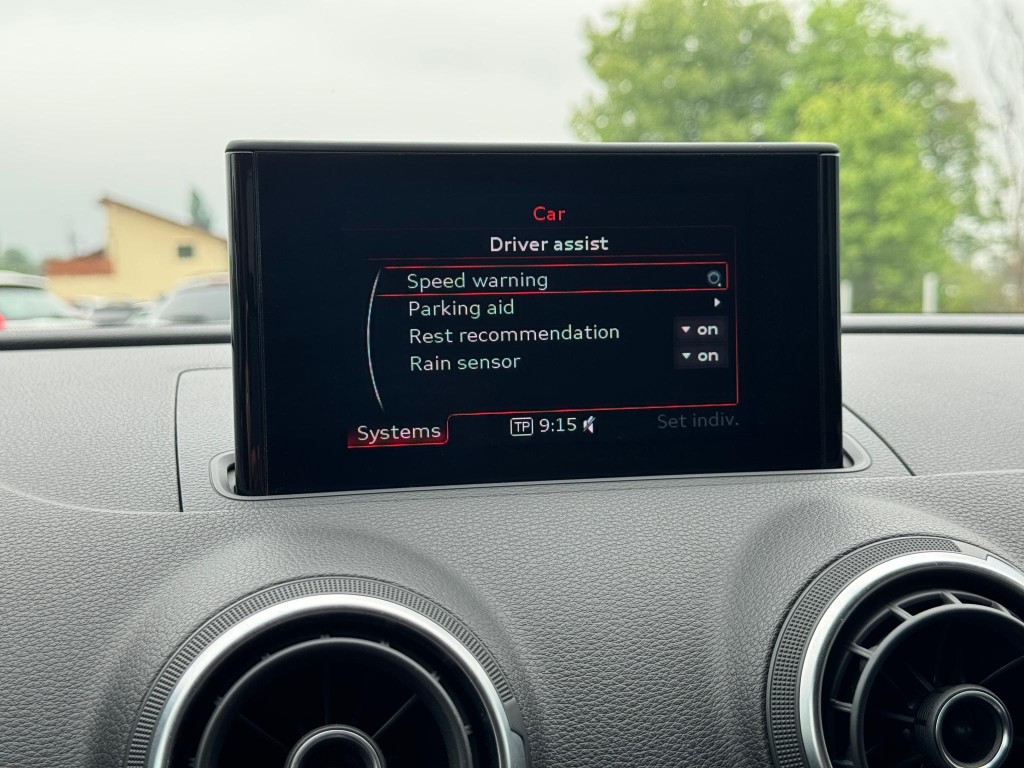 Car
Driver assist
Speed warning
Parking aid
Rest recommendation on
Rain sensor on
Systems TP 9:15 Set indiv.